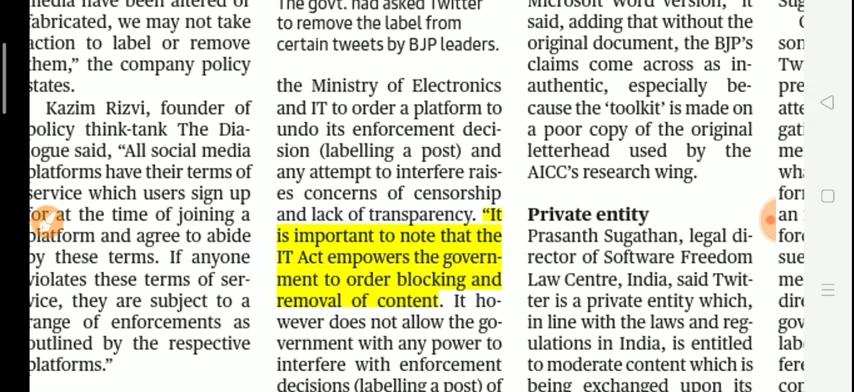 media have been altered or
fabricated, we may not take
action to label or remove
them,” the company policy
states.
Kazim Rizvi, founder of
policy think-tank The Dia-
logue said, “All social media
platforms have their terms of
service which users sign up
for at the time of joining a
platform and agree to abide
by these terms. If anyone
violates these terms of ser-
vice, they are subject to a
range of enforcements as
outlined by the respective
platforms.”
The govt. had asked Twitter
to remove the label from
certain tweets by BJP leaders.
the Ministry of Electronics
and IT to order a platform to
undo its enforcement deci-
sion (labelling a post) and
any attempt to interfere rais-
es concerns of censorship
and lack of transparency. “It
is important to note that the
IT Act empowers the govern-
ment to order blocking and
removal of content. It ho-
wever does not allow the go-
vernment with any power to
interfere with enforcement
decisions (labelling a post) of
Microsoft Word version,” it
said, adding that without the
original document, the BJP’s
claims come across as in-
authentic, especially be-
cause the ‘toolkit’ is made on
a poor copy of the original
letterhead used by the
AICC’s research wing.
Private entity
Prasanth Sugathan, legal di-
rector of Software Freedom
Law Centre, India, said Twit-
ter is a private entity which,
in line with the laws and reg-
ulations in India, is entitled
to moderate content which is
being exchanged upon its